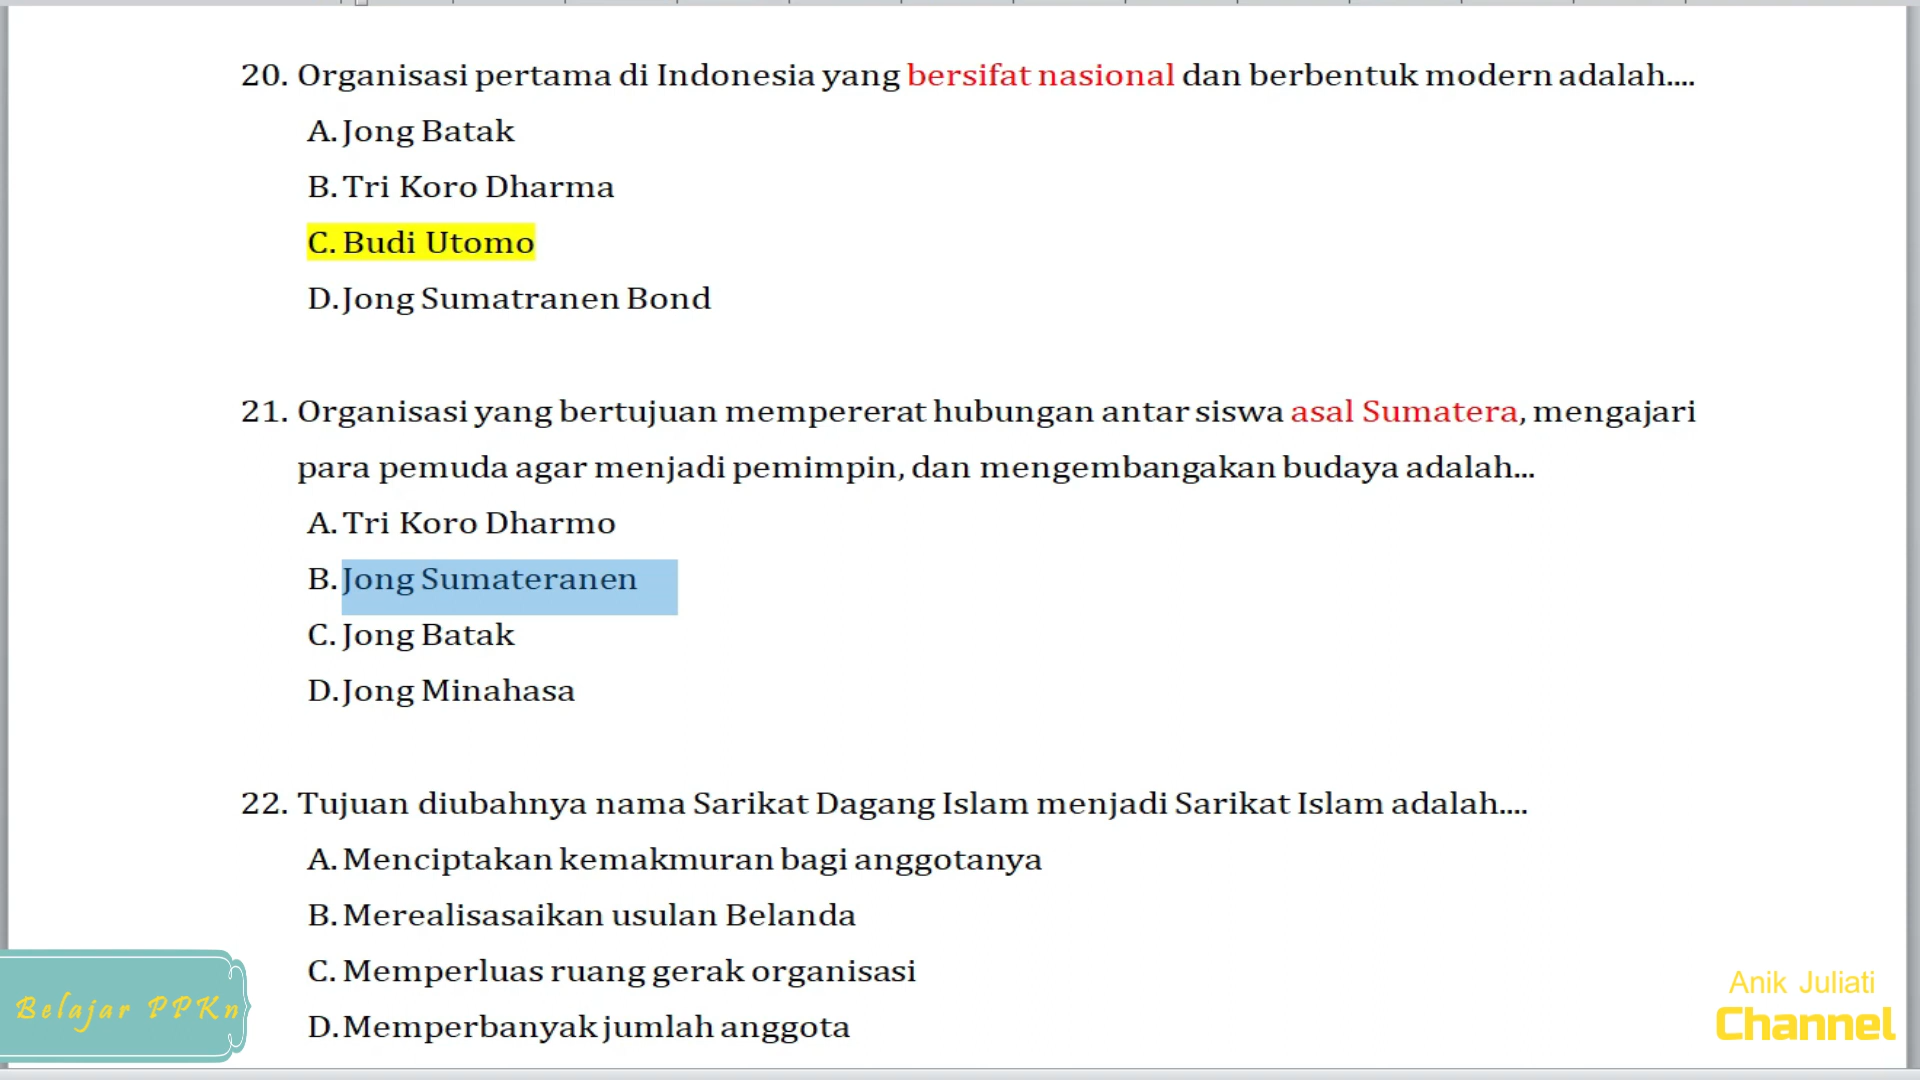 20. Organisasi pertama di Indonesia yang bersifat nasional dan berbentuk modern adalah....
A. Jong Batak
B. Tri Koro Dharma
C. Budi Utomo
D. Jong Sumatranen Bond
21. Organisasi yang bertujuan mempererat hubungan antar siswa asal Sumatera, mengajari
para pemuda agar menjadi pemimpin, dan mengembangakan budaya adalah...
A. Tri Koro Dharmo
B. Jong Sumateranen
C. Jong Batak
D. Jong Minahasa
22. Tujuan diubahnya nama Sarikat Dagang Islam menjadi Sarikat Islam adalah....
A. Menciptakan kemakmuran bagi anggotanya
B. Merealisasaikan usulan Belanda
C. Memperluas ruang gerak organisasi
D. Memperbanyak jumlah anggota
Belajar PPKn
Anik Juliati
Channel